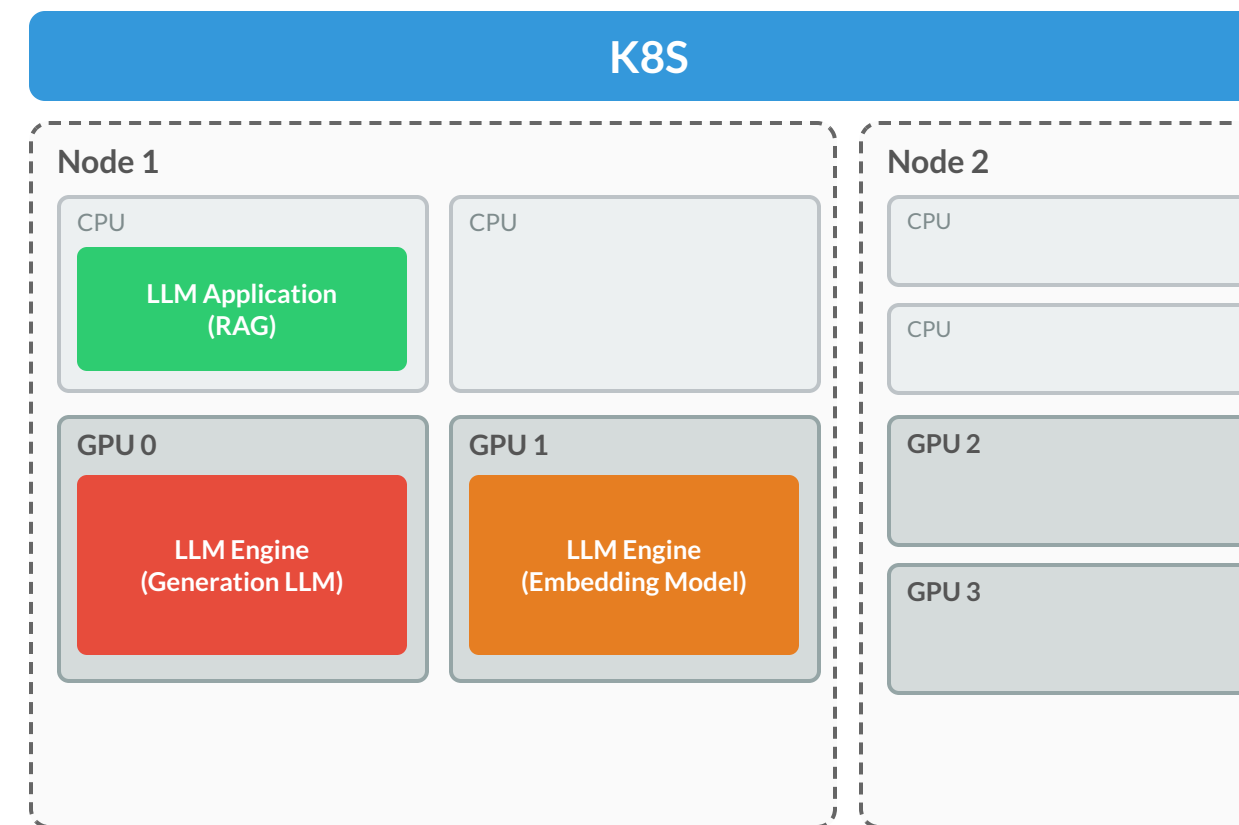 K8S
Node 1
CPU
LLM Application
(RAG)
CPU
GPU 0
LLM Engine
(Generation LLM)
GPU 1
LLM Engine
(Embedding Model)
Node 2
CPU
CPU
GPU 2
GPU 3